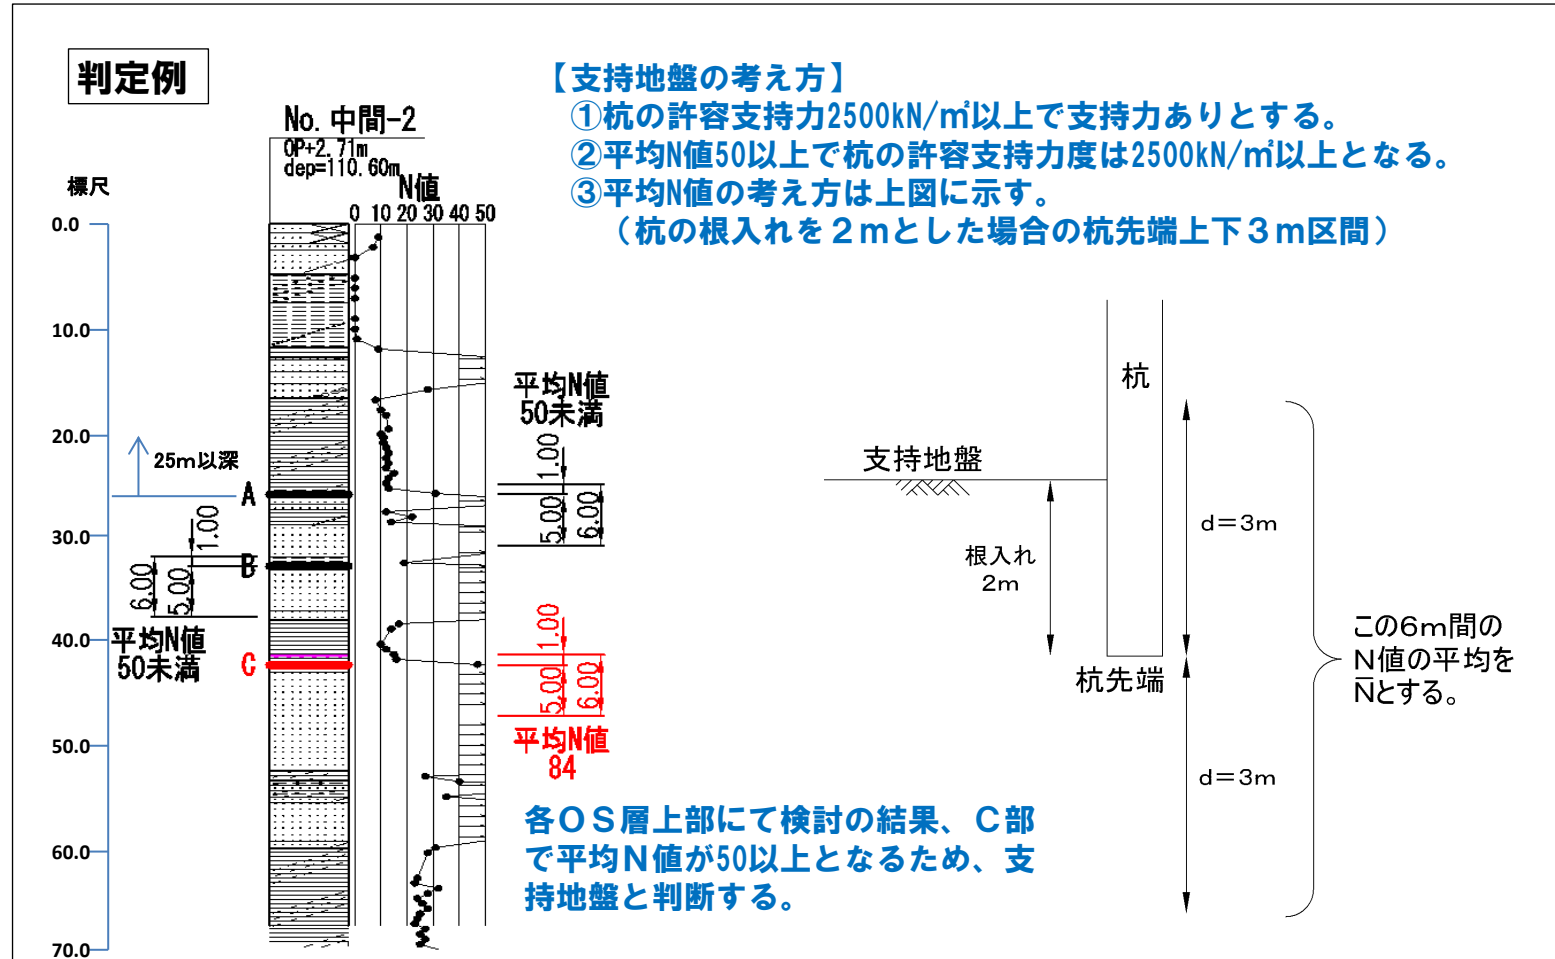 判定例
【支持地盤の考え方】
①杭の許容支持力2500kN/㎡以上で支持力ありとする。
②平均N値50以上で杭の許容支持力度は2500kN/㎡以上となる。
③平均N値の考え方は上図に示す。
（杭の根入れを２ｍとした場合の杭先端上下３ｍ区間）
No. 中間-2
OP+2.71m
dep=110.60m
標尺
N値
0 10 20 30 40 50
0.0
10.0
20.0
30.0
40.0
50.0
60.0
70.0
25m以深
A
B
C
平均N値
50未満
1.00
5.00
6.00
1.00
5.00
6.00
平均N値
50未満
1.00
5.00
6.00
平均N値
84
各ＯＳ層上部にて検討の結果、Ｃ部
で平均Ｎ値が50以上となるため、支
持地盤と判断する。
杭
支持地盤
根入れ
2m
d＝3m
杭先端
d＝3m
この6ｍ間の
Ｎ値の平均を
N̅とする。